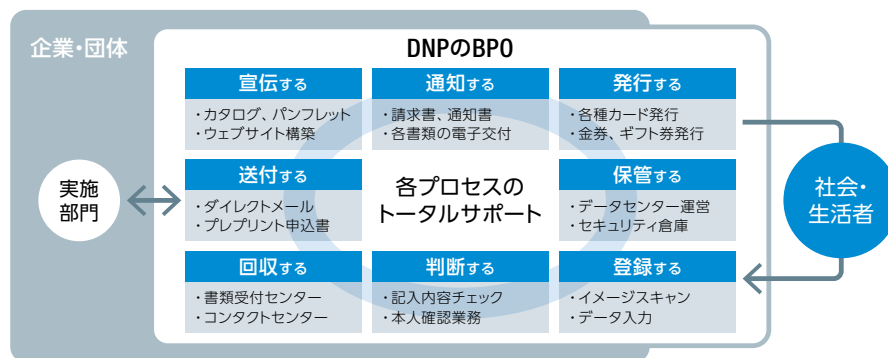 企業・団体
DNPのBPO
宣伝する
・カタログ、パンフレット
・ウェブサイト構築
通知する
・請求書、通知書
・各書類の電子交付
発行する
・各種カード発行
・金券、ギフト券発行
実施
部門
送付する
・ダイレクトメール
・プレプリント申込書
各プロセスの
トータルサポート
保管する
・データセンター運営
・セキュリティ倉庫
社会・
生活者
回収する
・書類受付センター
・コンタクトセンター
判断する
・記入内容チェック
・本人確認業務
登録する
・イメージスキャン
・データ入力